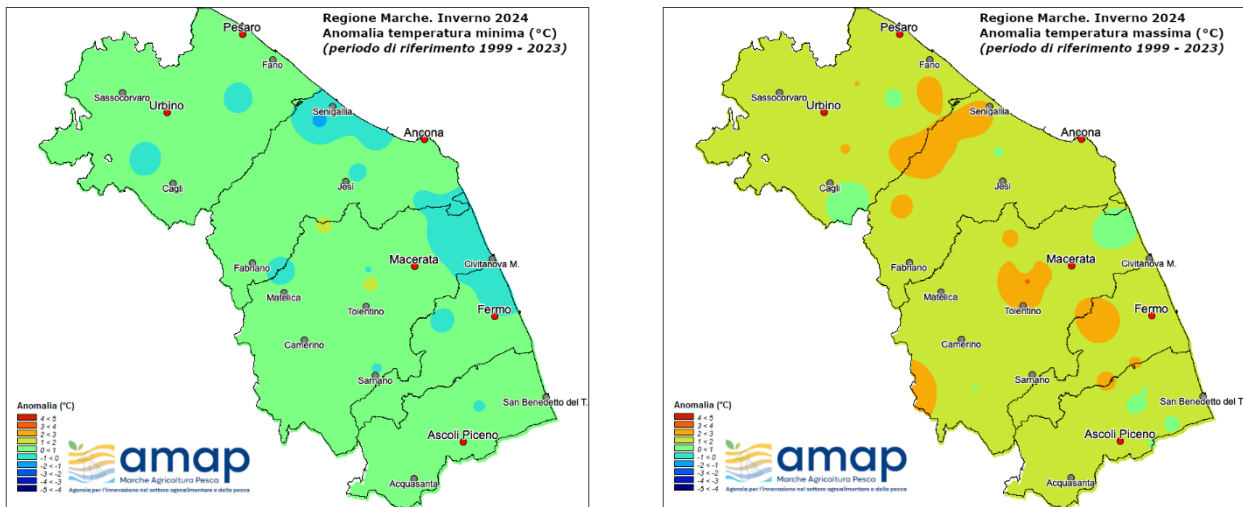 Regione Marche. Inverno 2024
Anomalia temperatura minima (°C)
(periodo di riferimento 1999 - 2023)
Pesaro
Fano
Sassocorvaro
Urbino
Senigallia
Ancona
Cagli
Jesi
Fabriano
Macerata
Civitanova M.
Matelica
Tolentino
Fermo
Camerino
Sarnano
San Benedetto del T.
Ascoli Piceno
Acquasanta
Anomalia (°C)
4 < 5
3 < 4
2 < 3
1 < 2
0 < 1
-1 < 0
-2 < -1
-3 < -2
-4 < -3
-5 < -4
amap
Marche Agricoltura Pesca
Agenzia per l'innovazione nel settore agroalimentare e della pesca
Regione Marche. Inverno 2024
Anomalia temperatura massima (°C)
(periodo di riferimento 1999 - 2023)
Pesaro
Fano
Sassocorvaro
Urbino
Senigallia
Ancona
Cagli
Jesi
Fabriano
Macerata
Civitanova M.
Matelica
Tolentino
Fermo
Camerino
Sarnano
San Benedetto del T.
Ascoli Piceno
Acquasanta
Anomalia (°C)
4 < 5
3 < 4
2 < 3
1 < 2
0 < 1
-1 < 0
-2 < -1
-3 < -2
-4 < -3
-5 < -4
amap
Marche Agricoltura Pesca
Agenzia per l'innovazione nel settore agroalimentare e della pesca